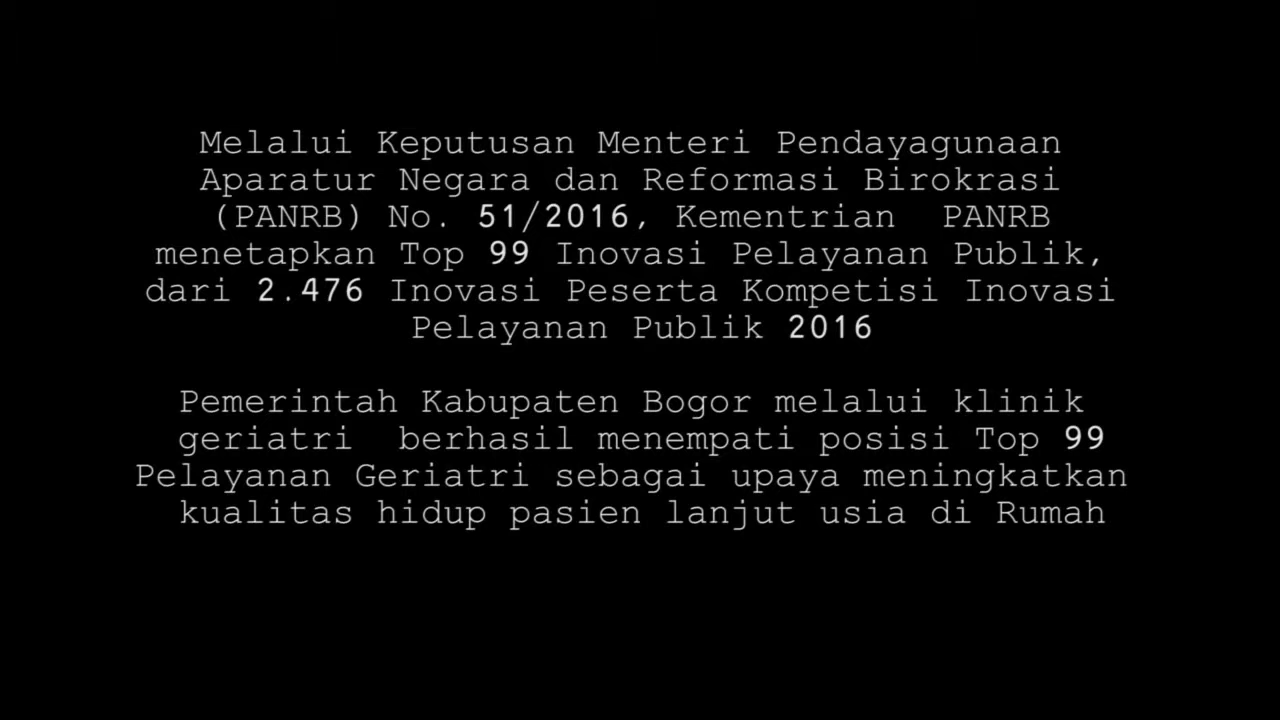 Melalui Keputusan Menteri Pendayagunaan
Aparatur Negara dan Reformasi Birokrasi
(PANRB) No. 51/2016, Kementrian  PANRB
menetapkan Top 99 Inovasi Pelayanan Publik,
dari 2.476 Inovasi Peserta Kompetisi Inovasi
Pelayanan Publik 2016
Pemerintah Kabupaten Bogor melalui klinik
geriatri  berhasil menempati posisi Top 99
Pelayanan Geriatri sebagai upaya meningkatkan
kualitas hidup pasien lanjut usia di Rumah